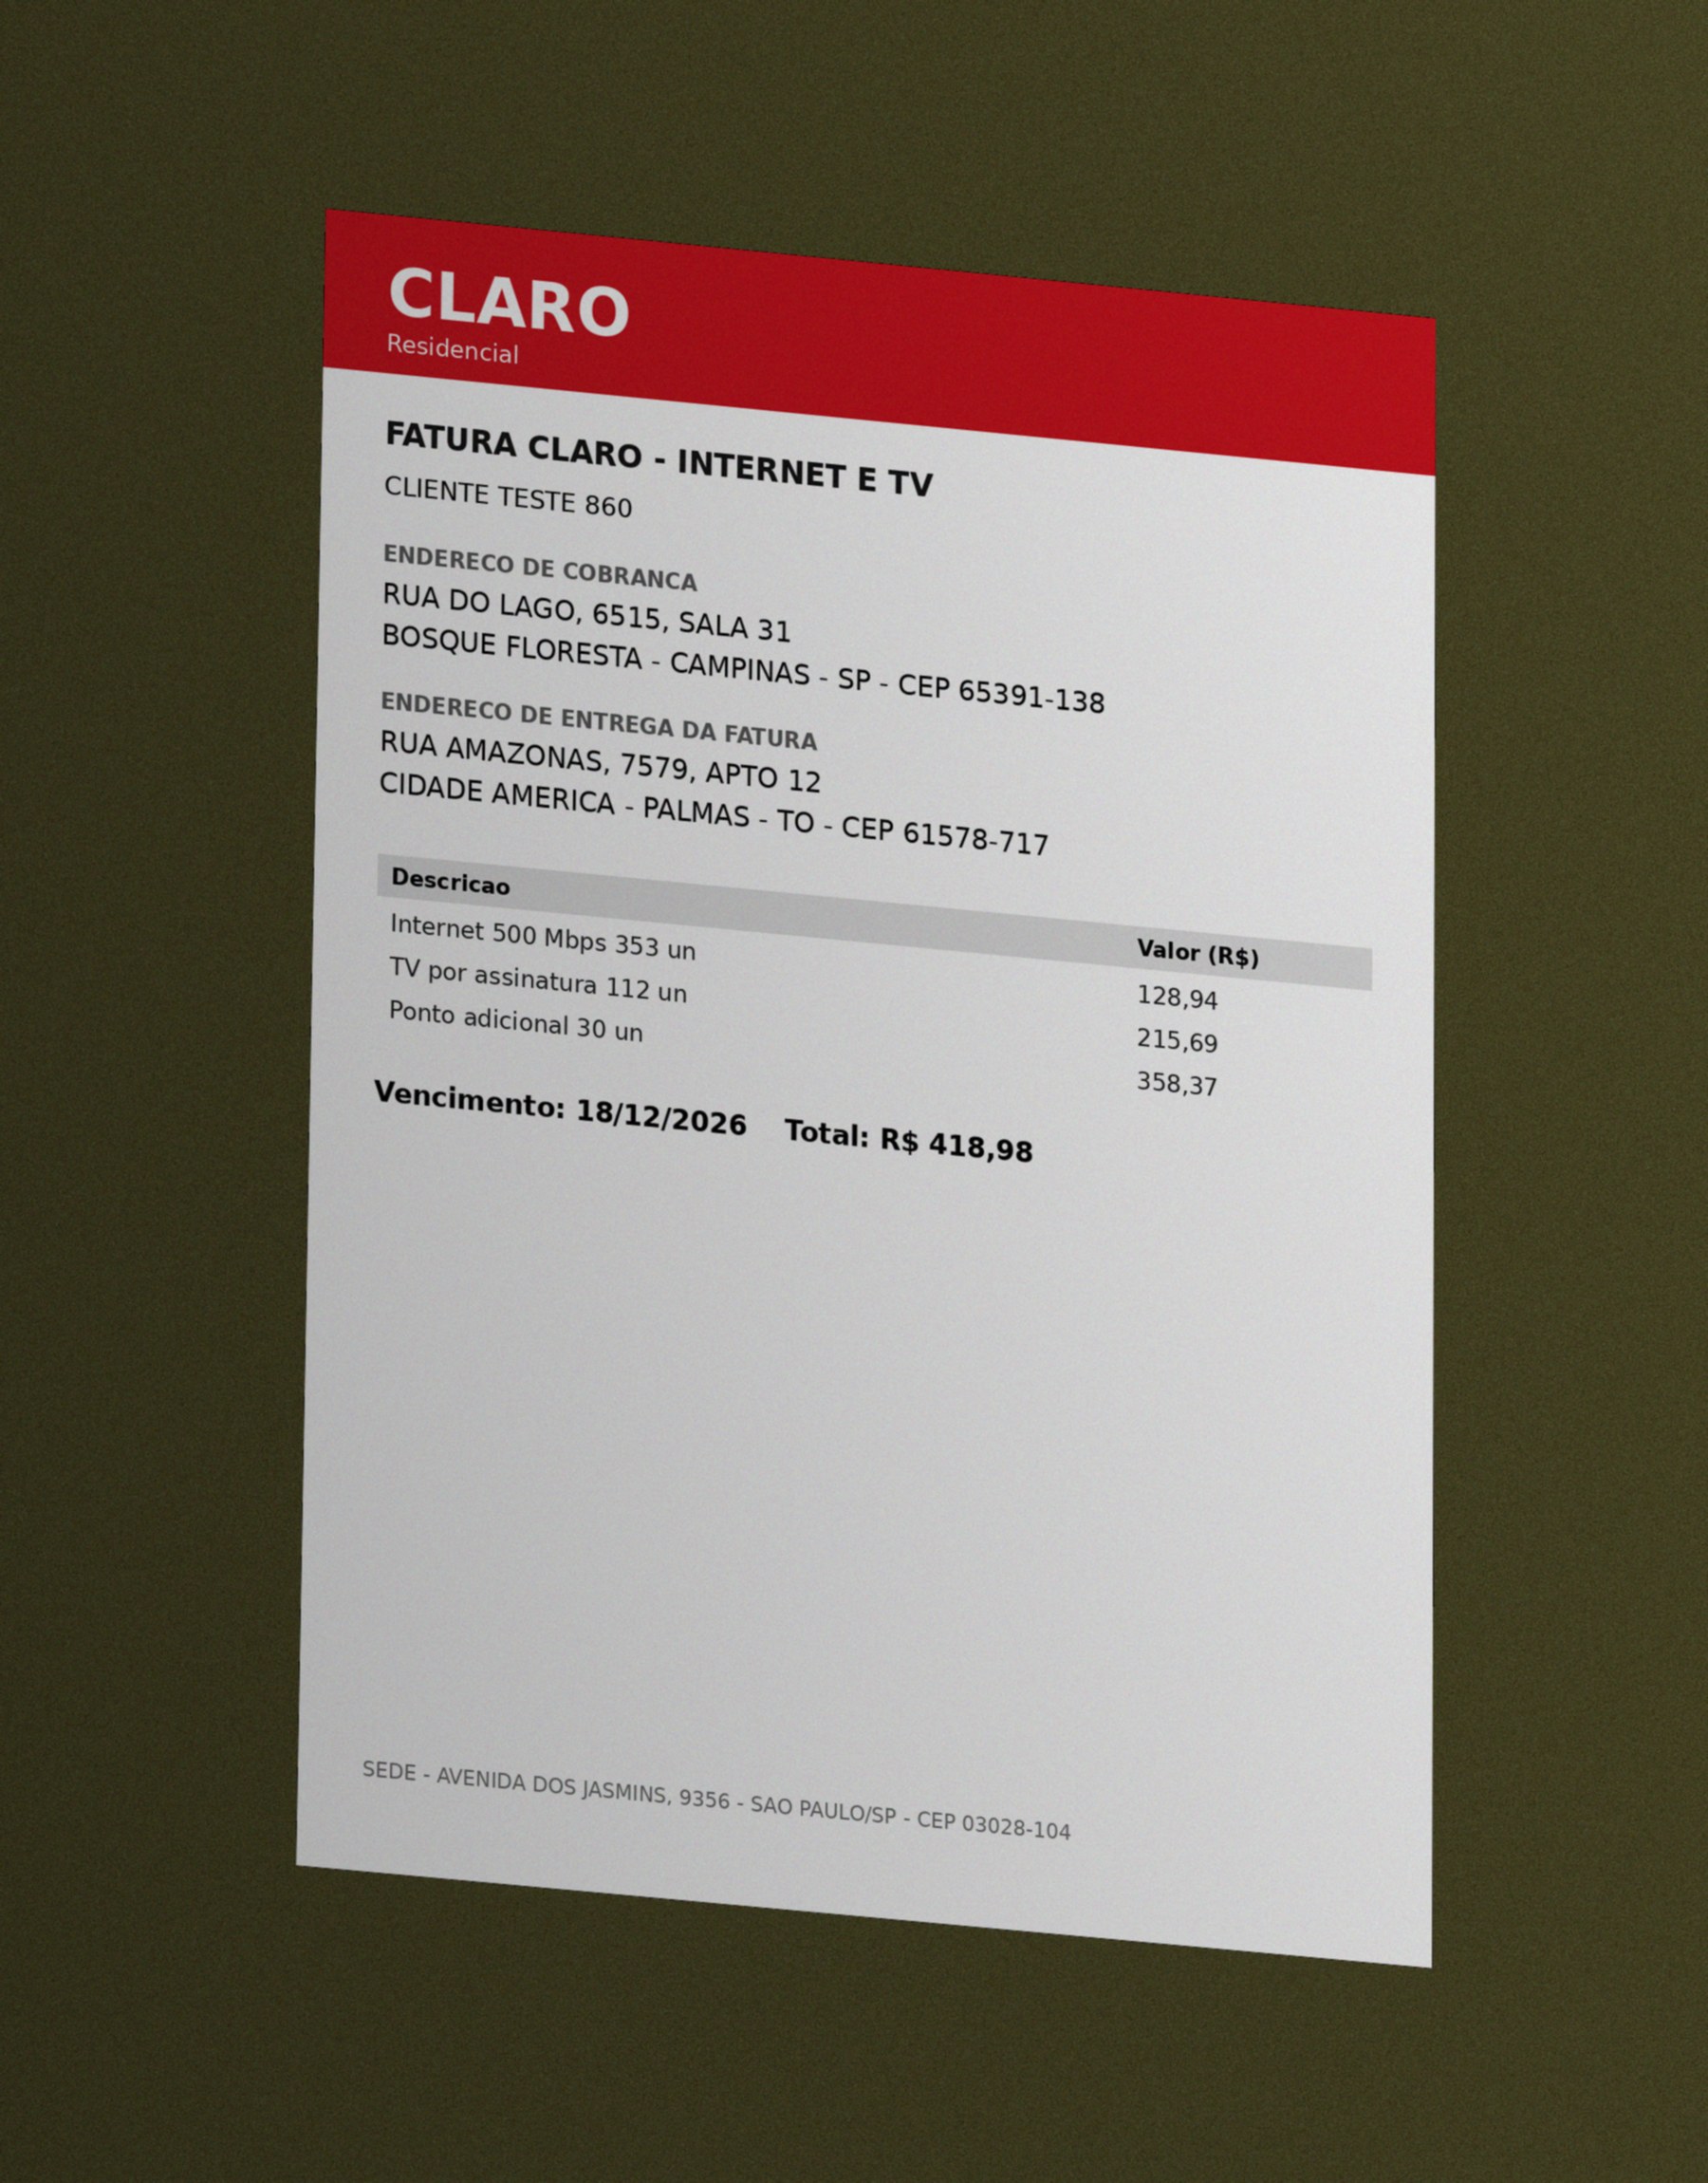 CLARO
Residencial
FATURA CLARO - INTERNET E TV
CLIENTE TESTE 860
ENDERECO DE COBRANCA
RUA DO LAGO, 6515, SALA 31
BOSQUE FLORESTA - CAMPINAS - SP - CEP 65391-138
ENDERECO DE ENTREGA DA FATURA
RUA AMAZONAS, 7579, APTO 12
CIDADE AMERICA - PALMAS - TO - CEP 61578-717
Descricao Valor (R$)
Internet 500 Mbps 353 un 128,94
TV por assinatura 112 un 215,69
Ponto adicional 30 un 358,37
Vencimento: 18/12/2026 Total: R$ 418,98
SEDE - AVENIDA DOS JASMINS, 9356 - SAO PAULO/SP - CEP 03028-104